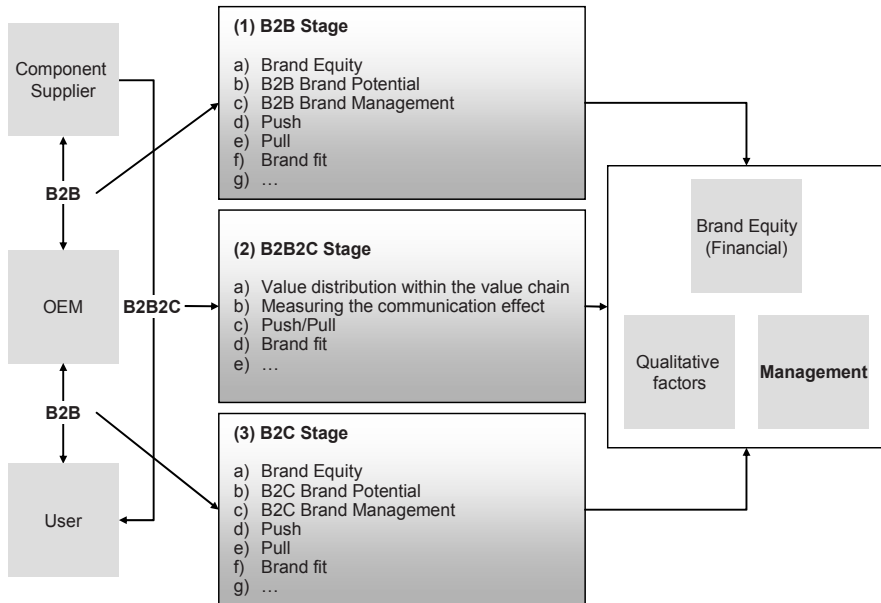 Component
Supplier
B2B
OEM
B2B2C
B2B
User
(1) B2B Stage
a) Brand Equity
b) B2B Brand Potential
c) B2B Brand Management
d) Push
e) Pull
f) Brand fit
g) …
(2) B2B2C Stage
a) Value distribution within the value chain
b) Measuring the communication effect
c) Push/Pull
d) Brand fit
e) …
(3) B2C Stage
a) Brand Equity
b) B2C Brand Potential
c) B2C Brand Management
d) Push
e) Pull
f) Brand fit
g) …
Brand Equity
(Financial)
Qualitative
factors
Management